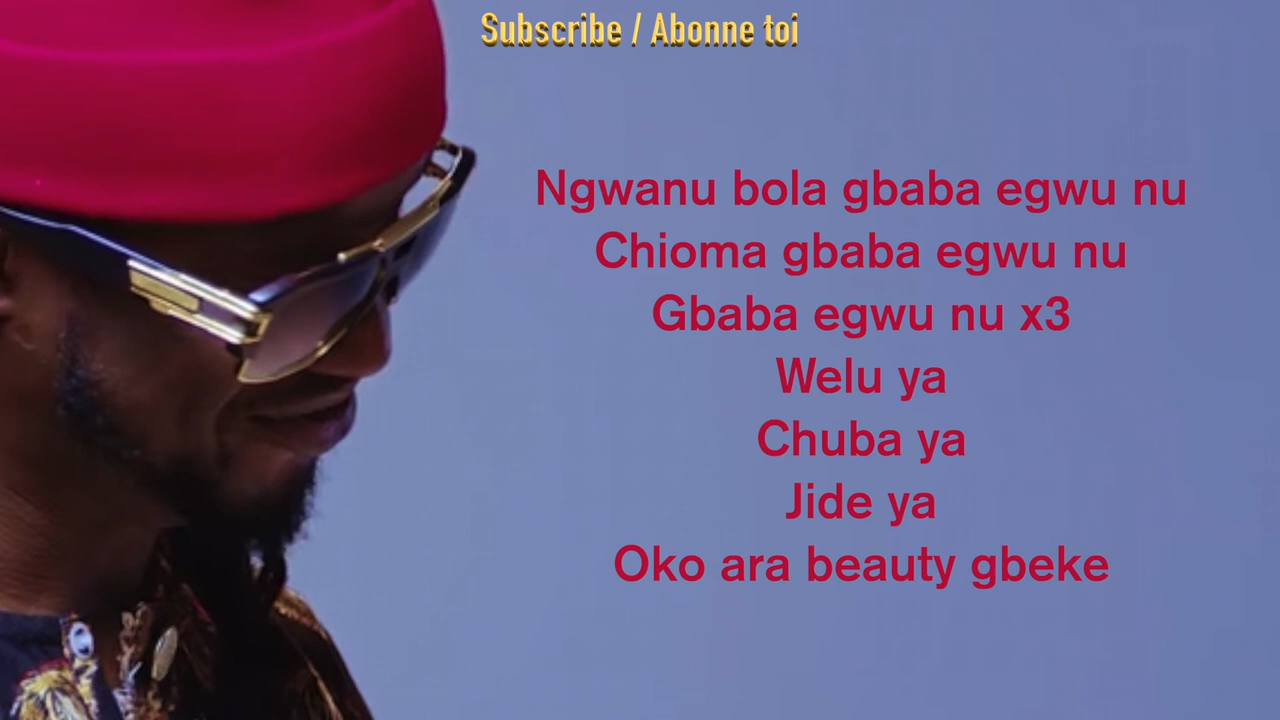 Subscribe / Abonne toi
Ngwanu bola gbaba egwu nu
Chioma gbaba egwu nu
Gbaba egwu nu x3
Welu ya
Chuba ya
Jide ya
Oko ara beauty gbeke